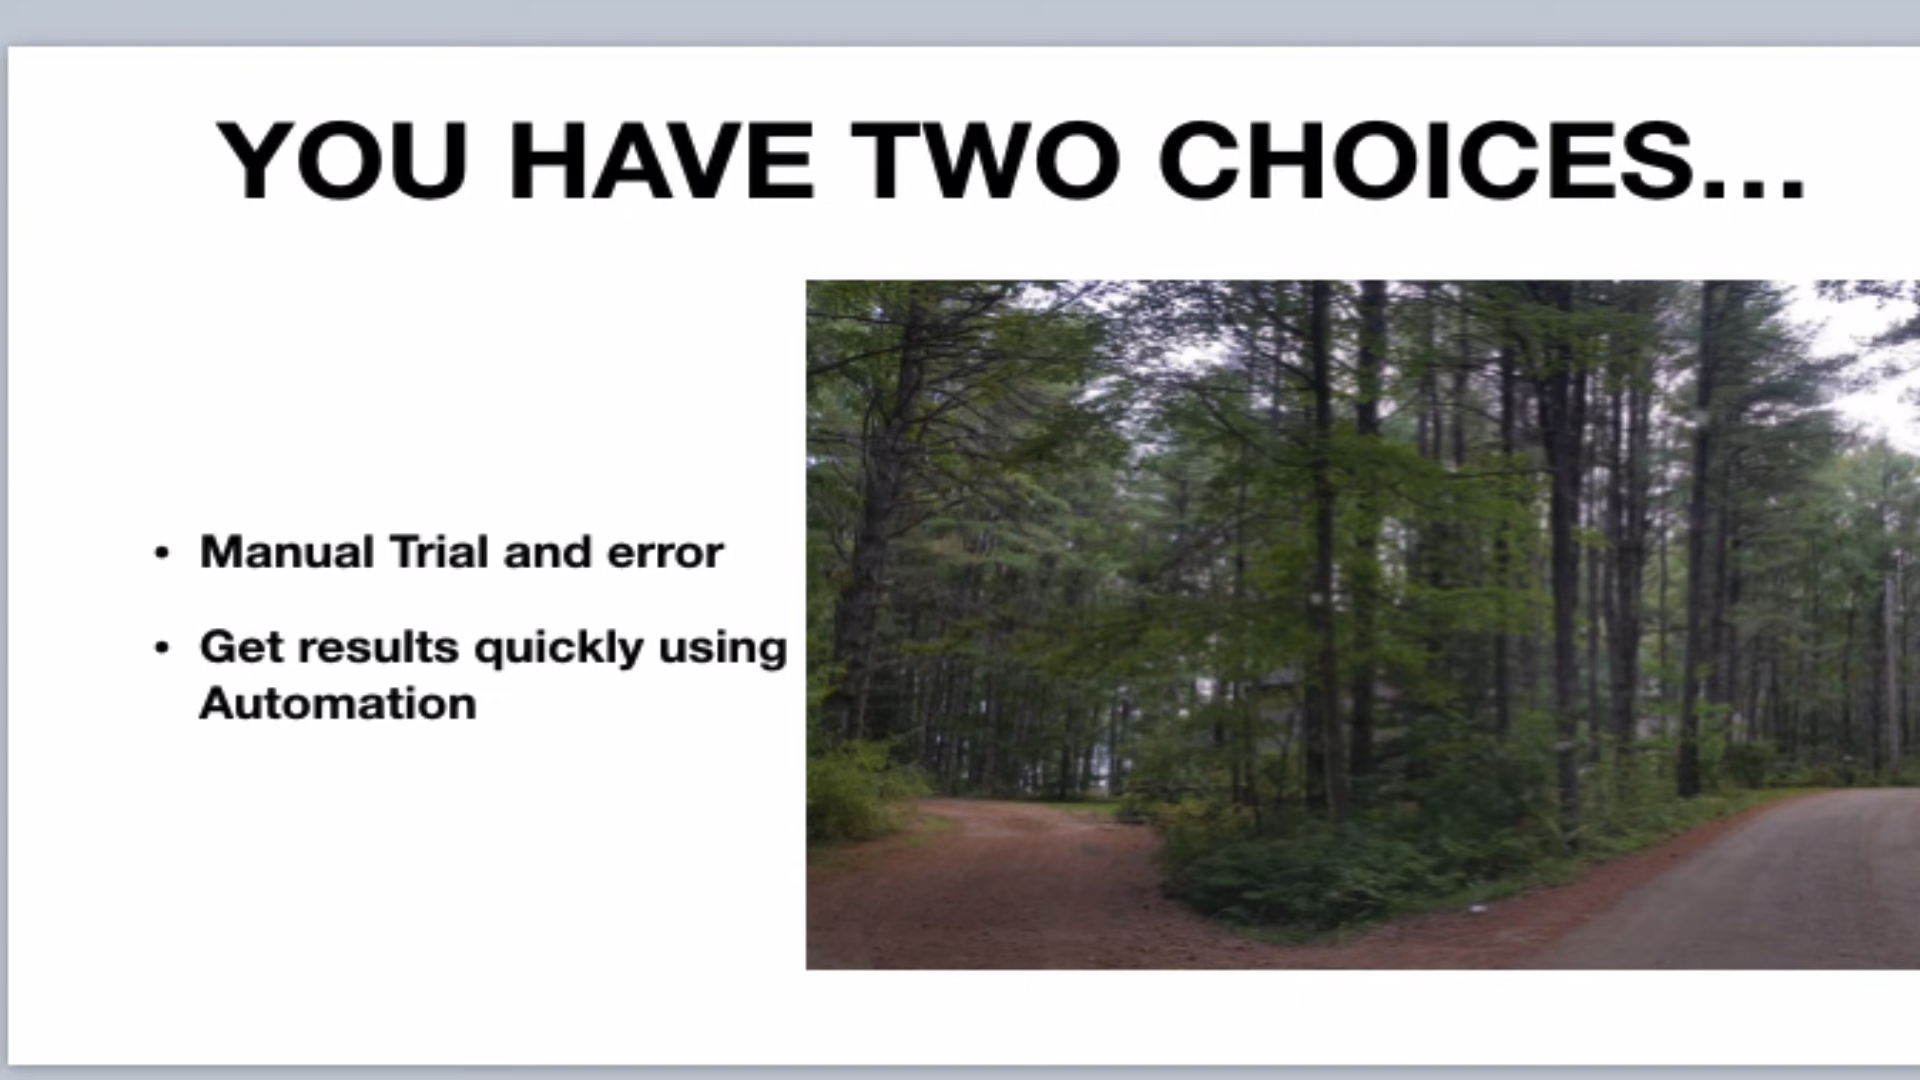 YOU HAVE TWO CHOICES...
• Manual Trial and error
• Get results quickly using
Automation